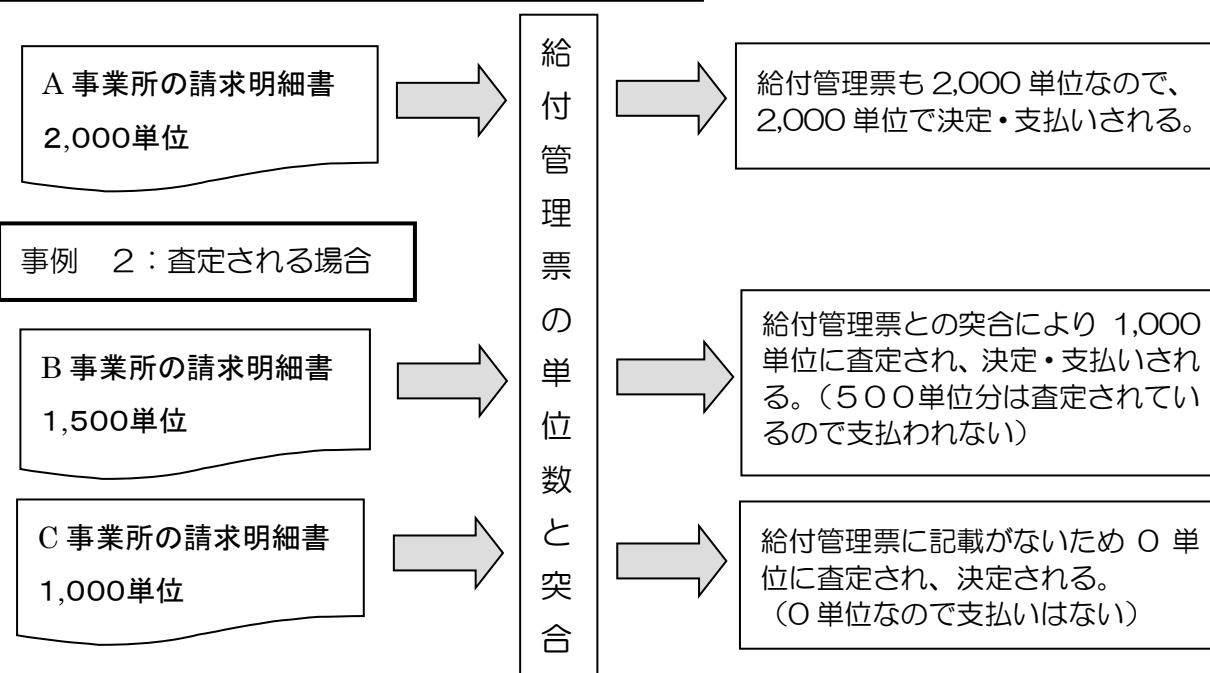 A 事業所の請求明細書
2,000単位
給付管理票の単位数と突合
給付管理票も 2,000 単位なので、
2,000 単位で決定・支払いされる。
事例　２：査定される場合
B 事業所の請求明細書
1,500単位
給付管理票との突合により 1,000
単位に査定され、決定・支払いされ
る。（５００単位分は査定されてい
るので支払われない）
C 事業所の請求明細書
1,000単位
給付管理票に記載がないため 0 単
位に査定され、決定される。
（0 単位なので支払いはない）